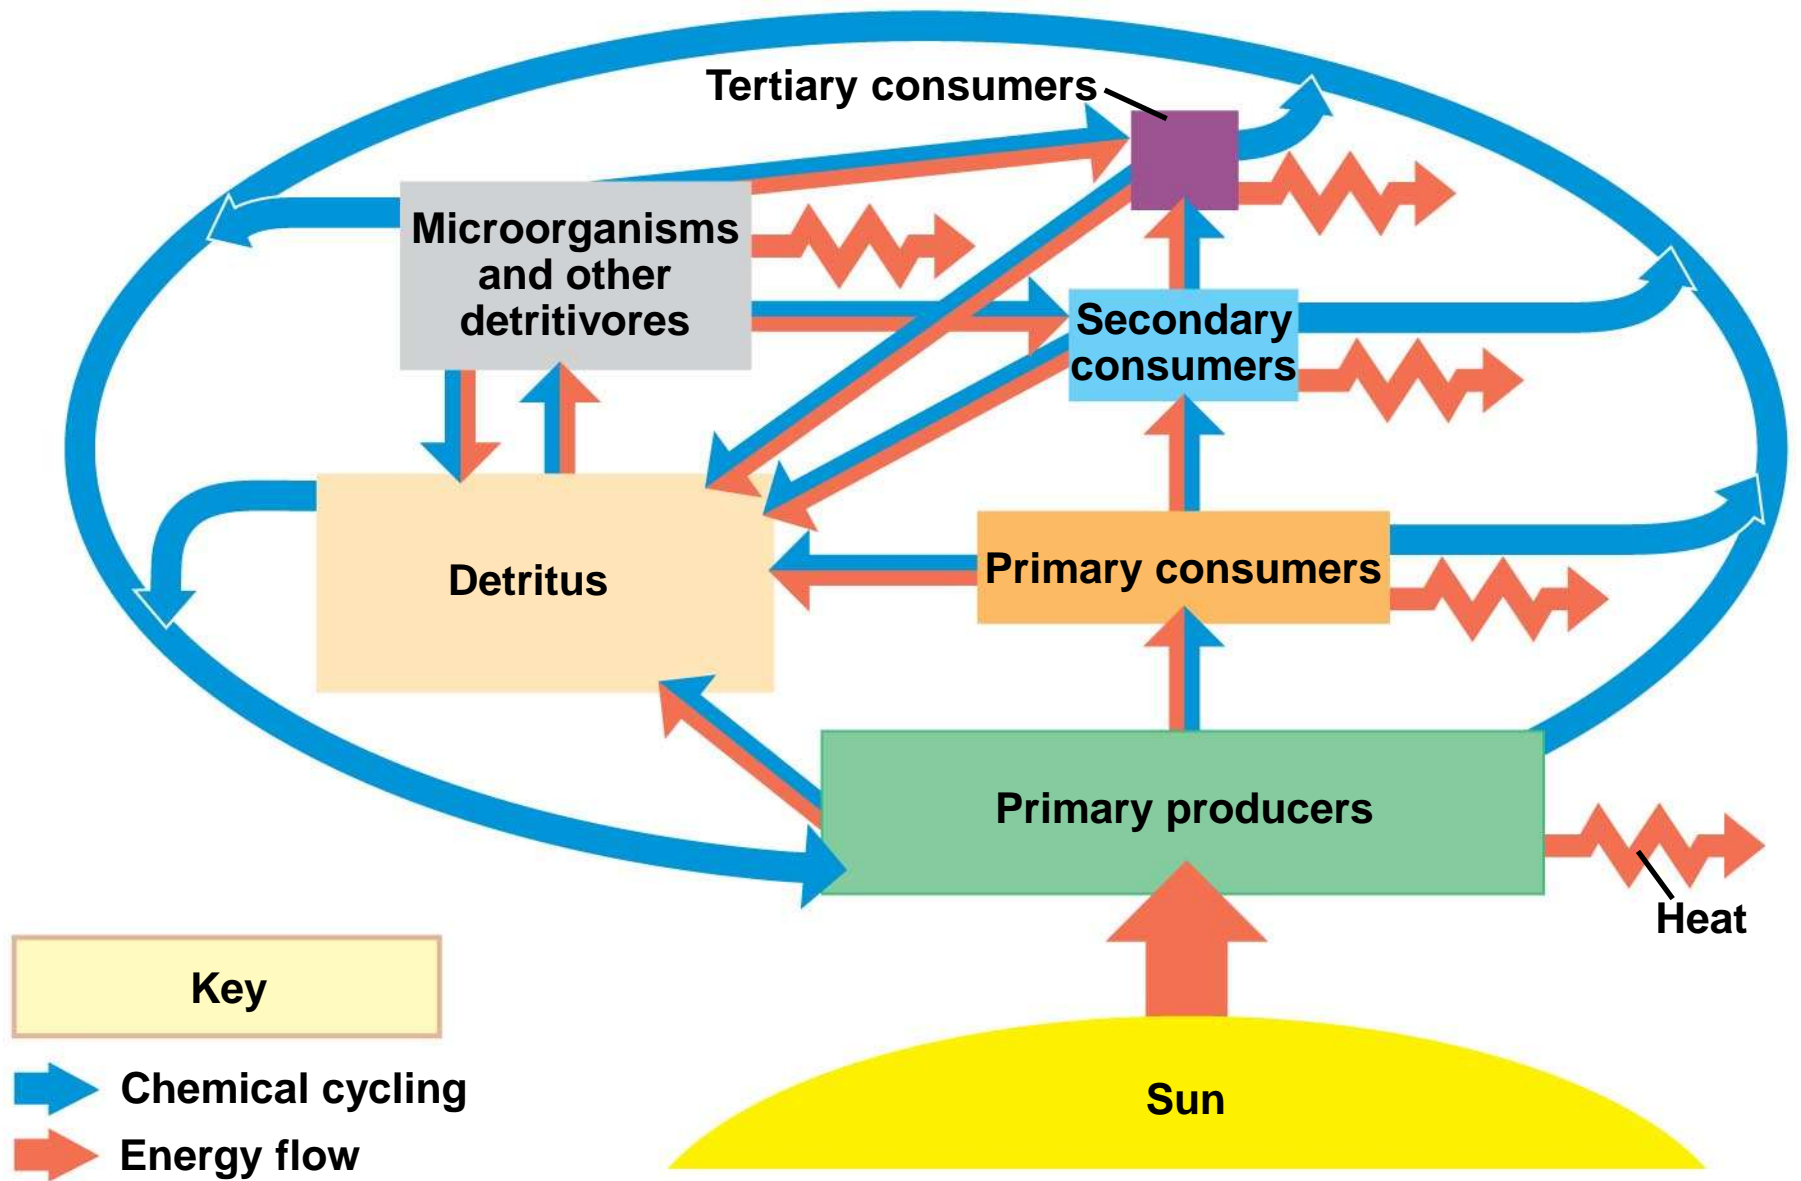 Tertiary consumers
Microorganisms
and other
detritivores
Secondary
consumers
Detritus
Primary consumers
Primary producers
Heat
Key
Chemical cycling
Sun
Energy flow